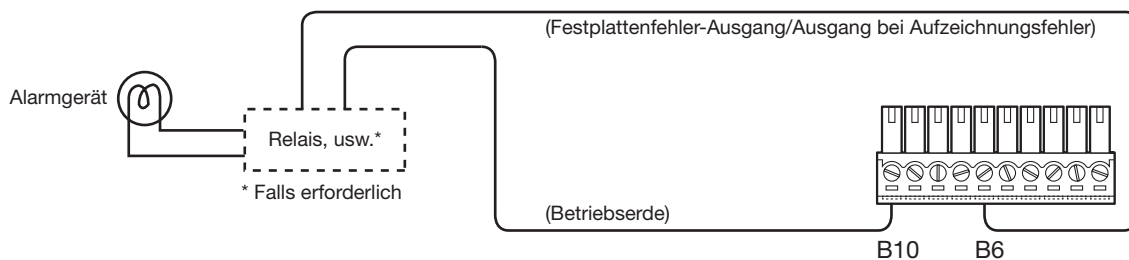 (Festplattenfehler-Ausgang/Ausgang bei Aufzeichnungsfehler)
Alarmgerät
Relais, usw.*
* Falls erforderlich
(Betriebserde)
B10 B6